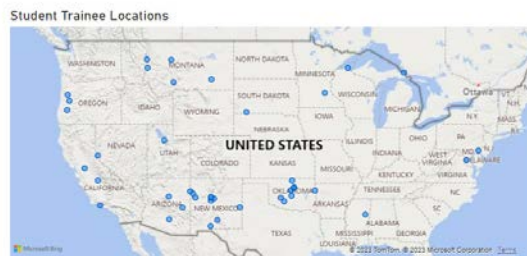 Student Trainee Locations
WASHINGTON
MONTANA
NORTH DAKOTA
MINNESOTA
Ottawa
OREGON
IDAHO
SOUTH DAKOTA
WISCONSIN
MICHIGAN
N.H.
WYOMING
N.Y.
MASS
IOWA
R.I.
NEBRASKA
PA
N.J.
NEVADA
UTAH
UNITED STATES
ILLINOIS
INDIANA
OHIO
MD
DELAWARE
COLORADO
KANSAS
MISSOURI
WEST VIRGINIA
KENTUCKY
VIRGINIA
CALIFORNIA
ARIZONA
NEW MEXICO
OKLAHOMA
ARKANSAS
TENNESSEE
NC
SC
TEXAS
MISSISSIPPI
ALABAMA
GEORGIA
LOUISIANA
Microsoft Bing
© 2023 TomTom, © 2023 Microsoft Corporation Terms